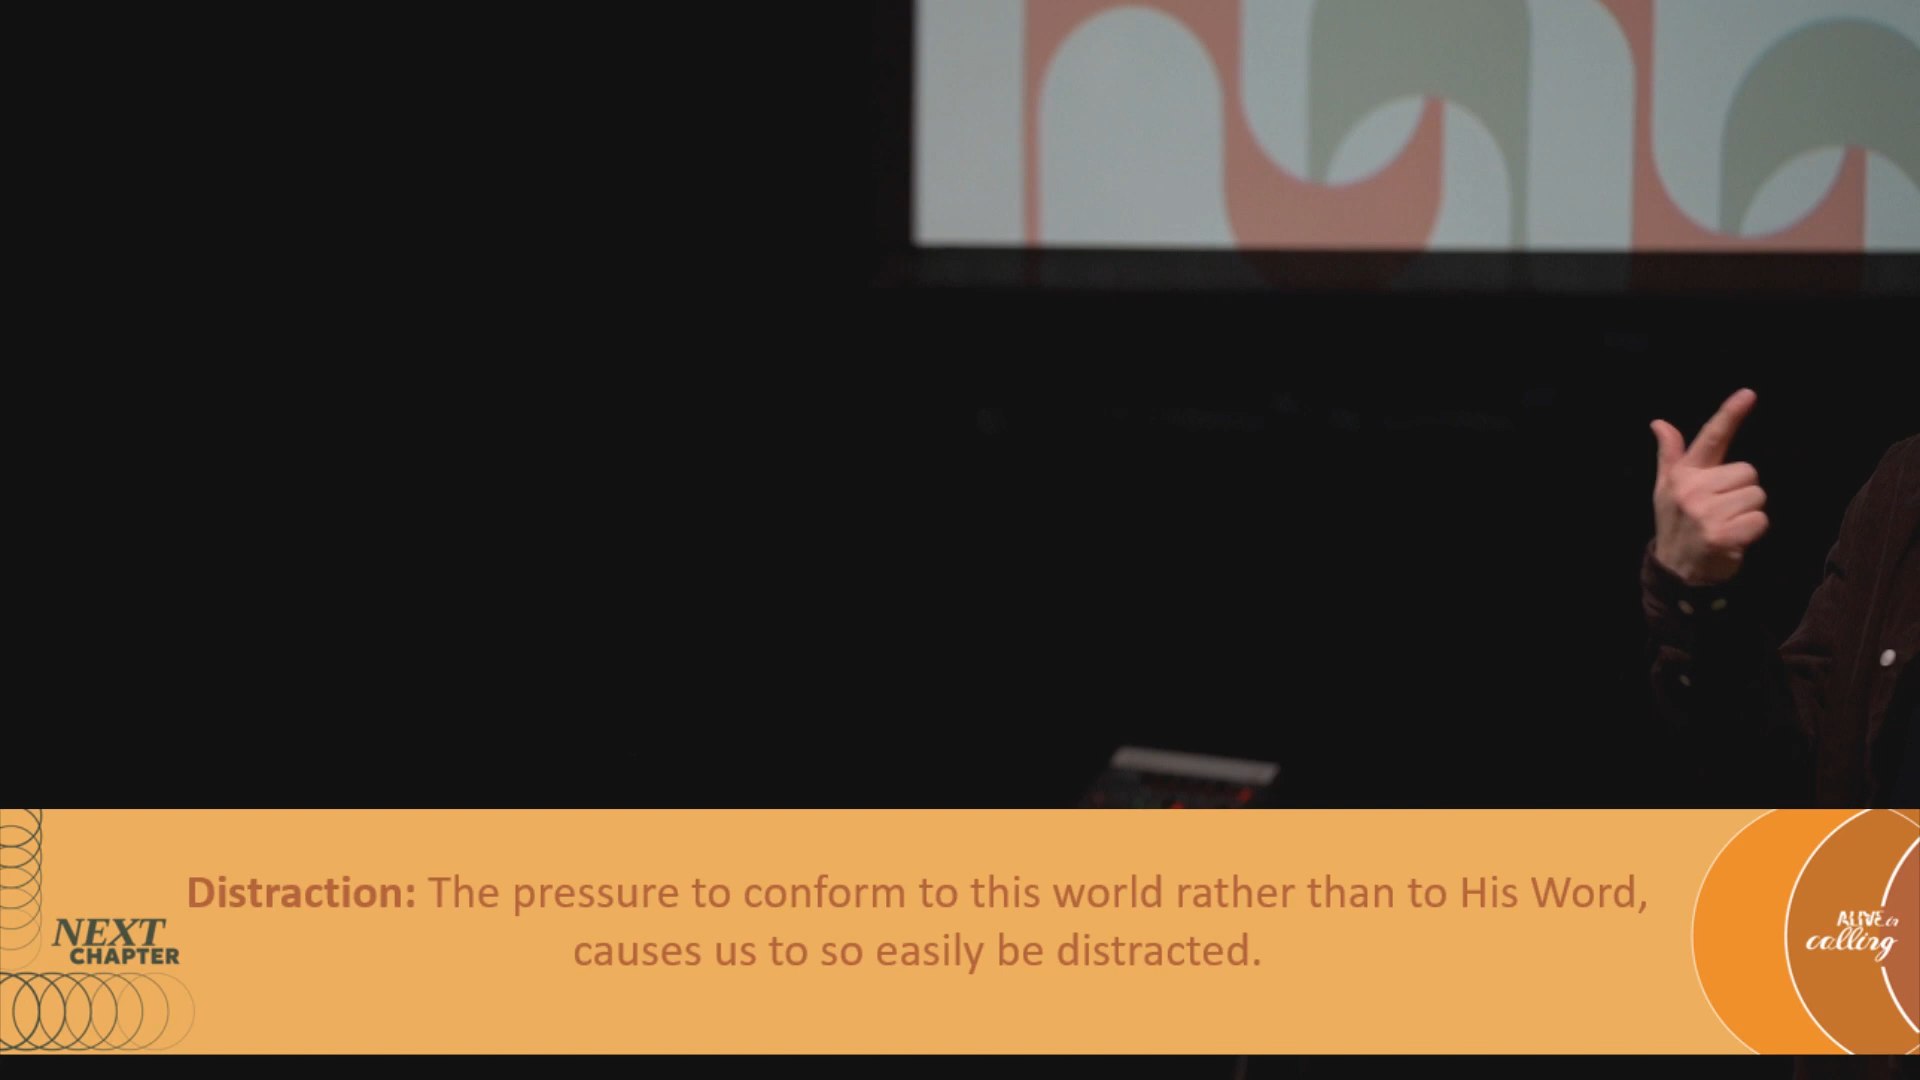 Distraction: The pressure to conform to this world rather than to His Word,
causes us to so easily be distracted.
NEXT
CHAPTER
ALIVE in
calling